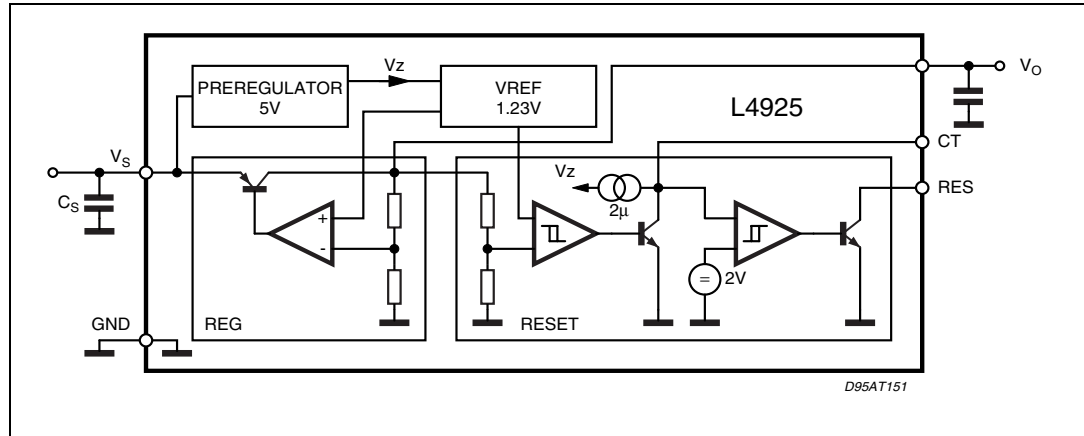 PREREGULATOR
5V
Vz
VREF
1.23V
L4925
VO
CT
RES
VS
CS
+
-
REG
Vz
2µ
=
2V
RESET
GND
D95AT151